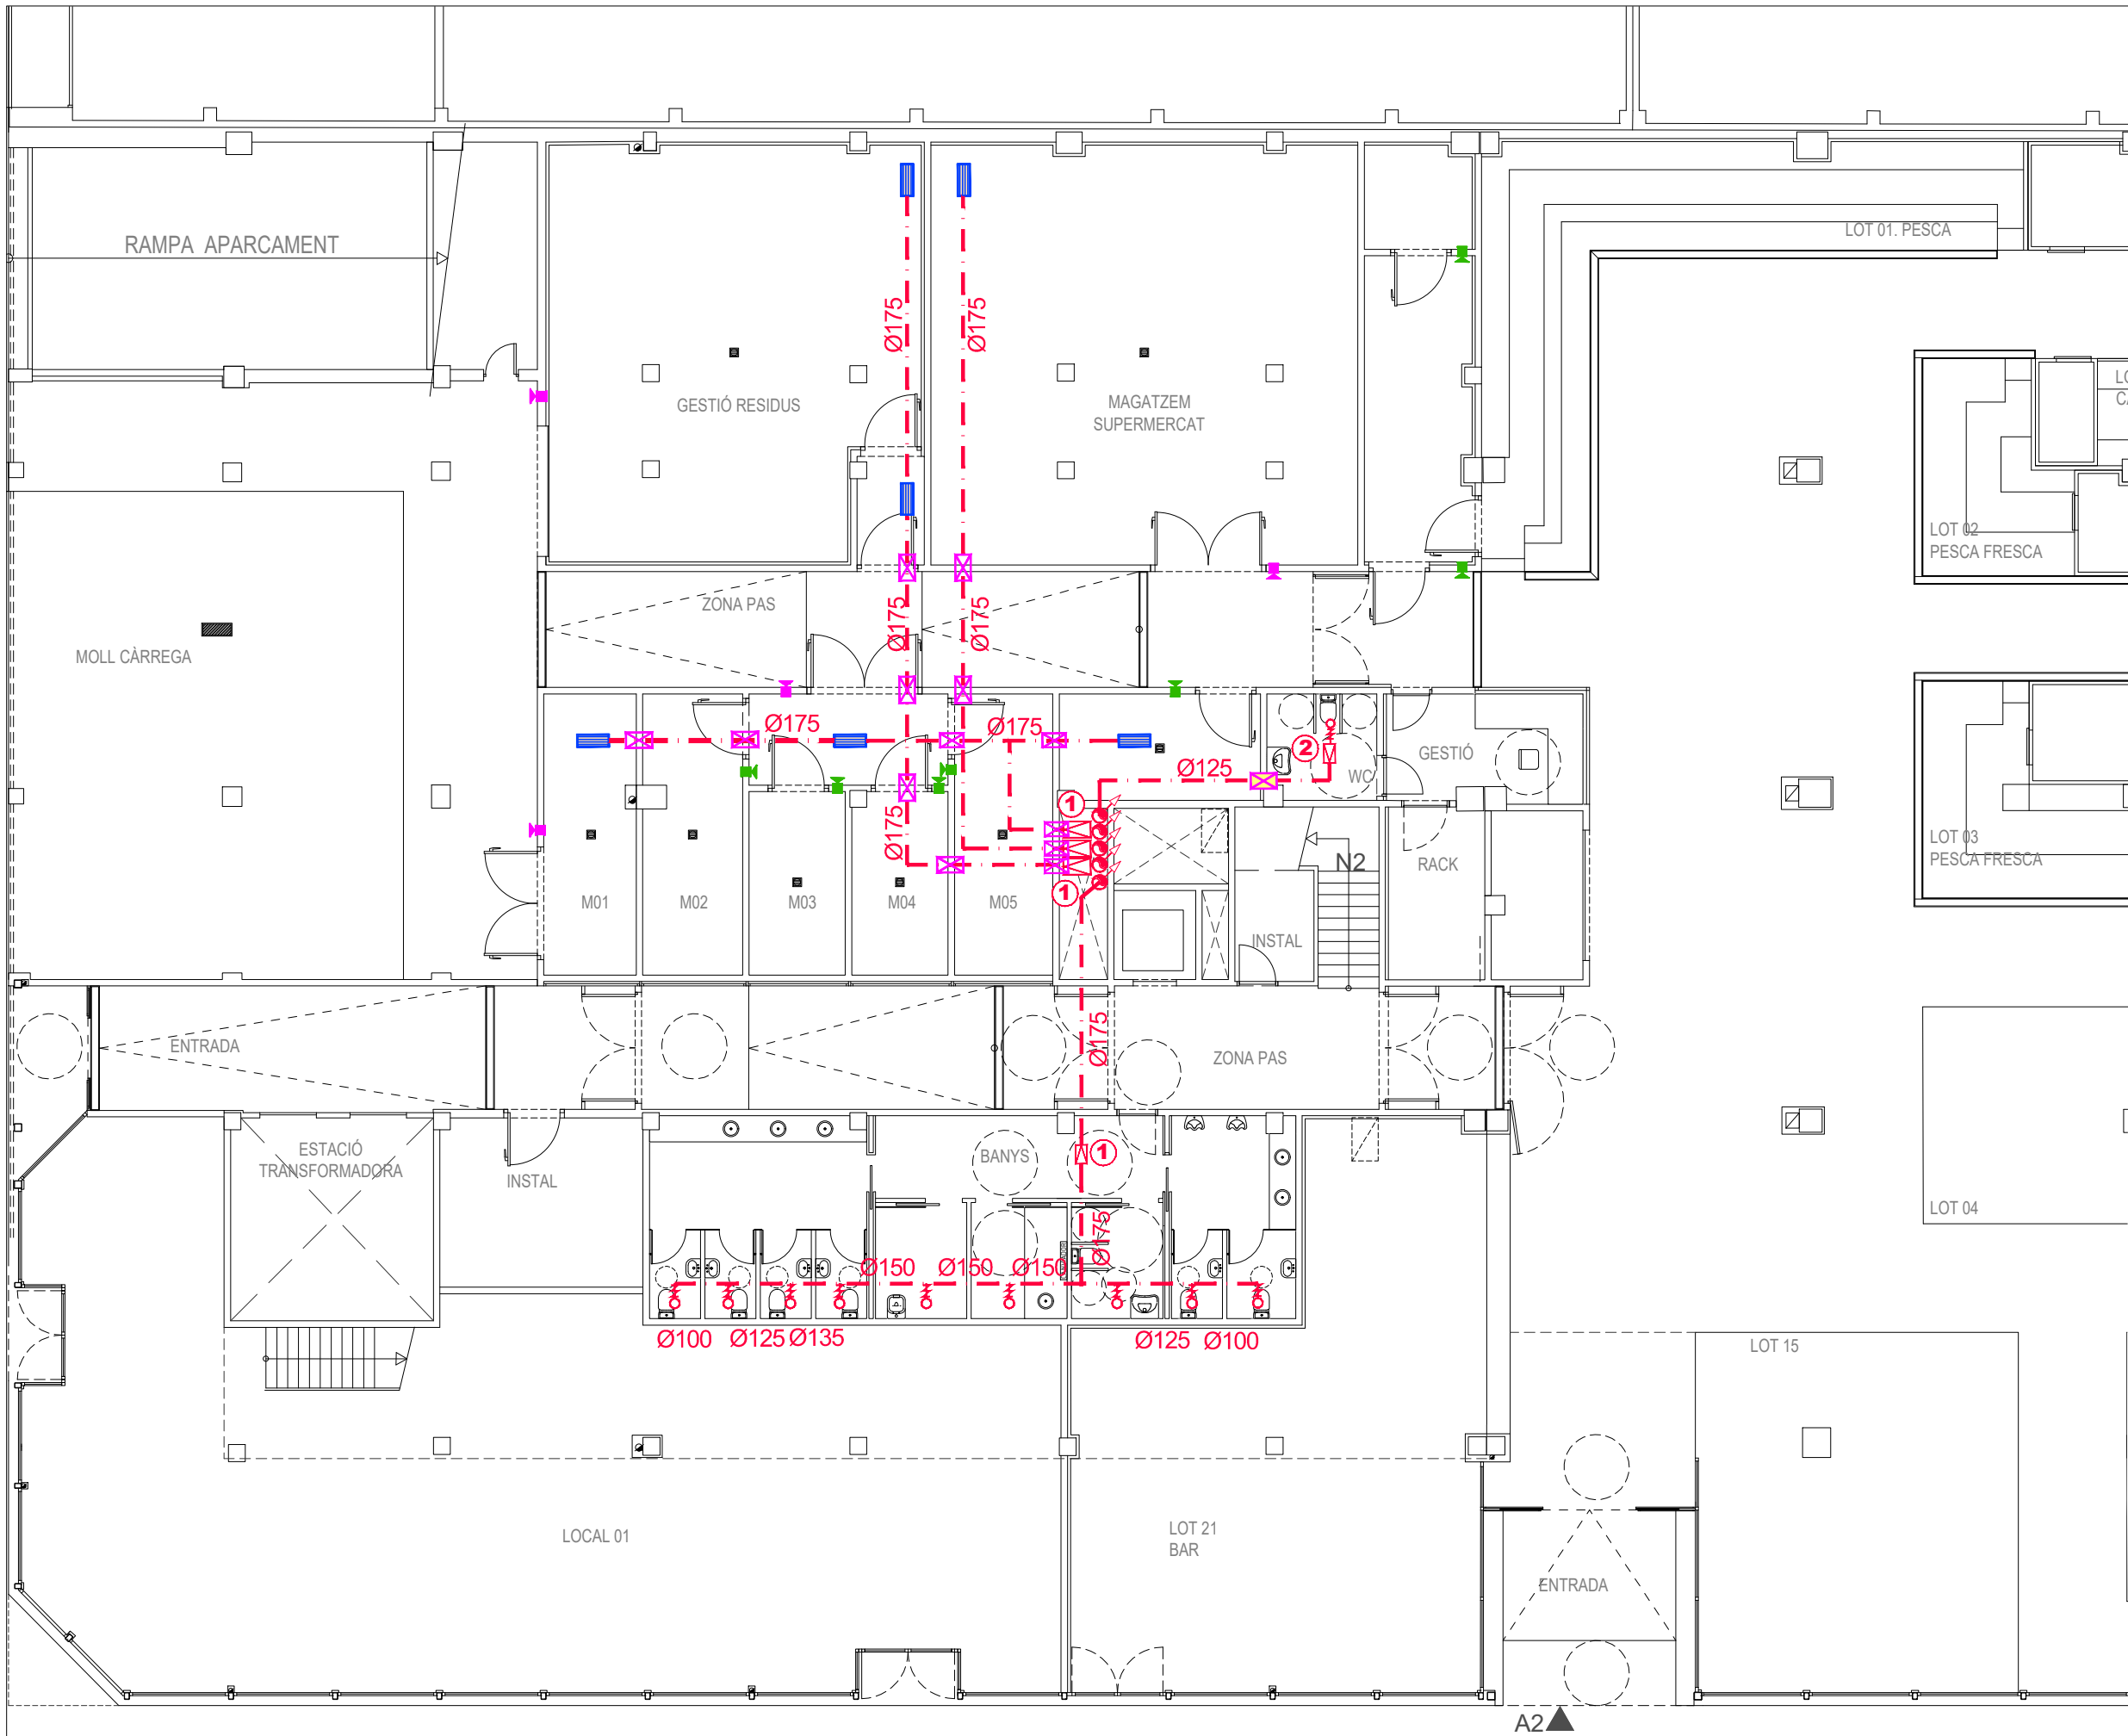 RAMPA APARCAMENT
LOT 01. PESCA
Ø175
Ø175
GESTIÓ RESIDUS
MAGATZEM
SUPERMERCAT
LOT 02
PESCA FRESCA
ZONA PAS
Ø175
Ø175
MOLL CÀRREGA
Ø175
Ø175
2
GESTIÓ
Ø125
WC
1
Ø175
N2
RACK
LOT 03
PESCA FRESCA
1
M01
M02
M03
M04
M05
INSTAL
ENTRADA
Ø175
ZONA PAS
ESTACIÓ
TRANSFORMADORA
INSTAL
BANYS
1
LOT 04
Ø175
Ø150
Ø150
Ø150
Ø100
Ø125
Ø135
Ø125
Ø100
LOT 15
LOCAL 01
LOT 21
BAR
ENTRADA
A2